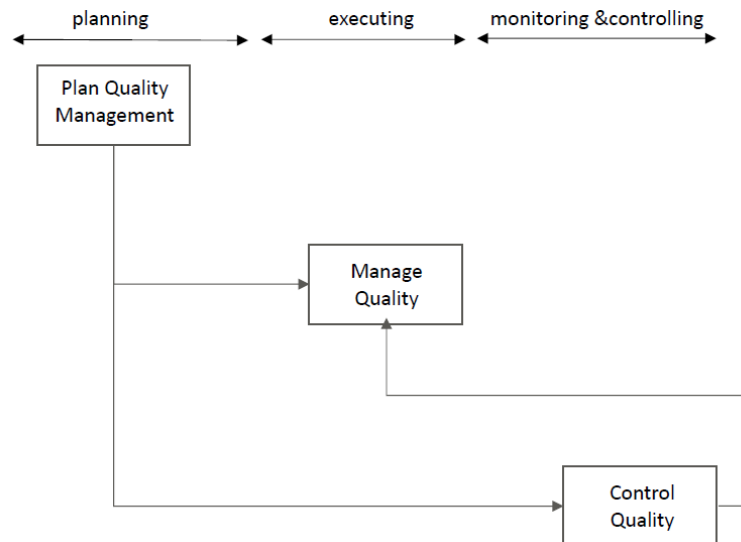 planning
executing
monitoring &controlling
Plan Quality
Management
Manage
Quality
Control
Quality